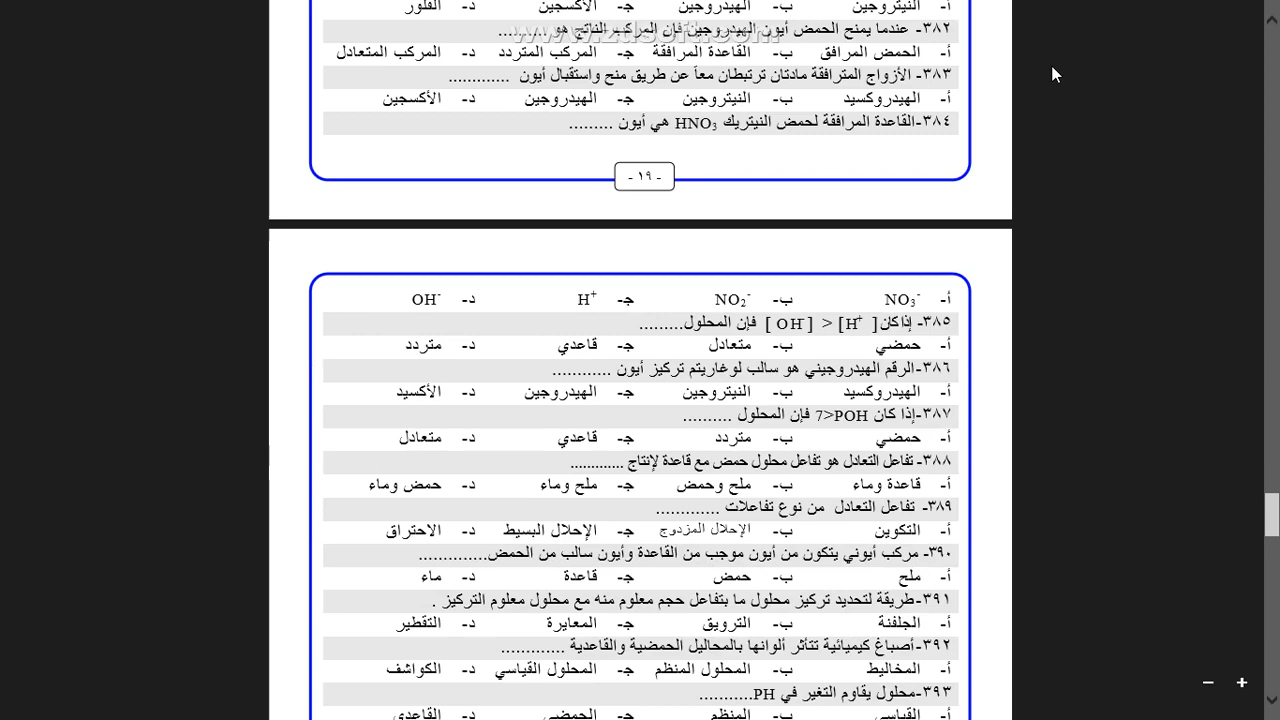 أ- النيتروجين ب- الهيدروجين ج- الأكسجين د- الفلور
٣٨٢- عندما يمنح الحمض أيون الهيدروجين فإن المركب الناتج هو .........
أ- الحمض المرافق ب- القاعدة المرافقة ج- المركب المتردد د- المركب المتعادل
٣٨٣- الأزواج المترافقة مادتان ترتبطان معاً عن طريق منح واستقبال أيون .............
أ- الهيدروكسيد ب- النيتروجين ج- الهيدروجين د- الأكسجين
٣٨٤-القاعدة المرافقة لحمض النيتريك HNO₃ هي أيون .........
- ١٩ -
أ- NO₃⁻ ب- NO₂⁻ ج- H⁺ د- OH⁻
٣٨٥- إذاكان [ H⁺] > [ OH⁻ ] فإن المحلول.........
أ- حمضي ب- متعادل ج- قاعدي د- متردد
٣٨٦-الرقم الهيدروجيني هو سالب لوغاريتم تركيز أيون ............
أ- الهيدروكسيد ب- النيتروجين ج- الهيدروجين د- الأكسيد
٣٨٧-إذا كان 7>POH فإن المحلول ..........
أ- حمضي ب- متردد ج- قاعدي د- متعادل
٣٨٨- تفاعل التعادل هو تفاعل محلول حمض مع قاعدة لإنتاج .............
أ- قاعدة وماء ب- ملح وحمض ج- ملح وماء د- حمض وماء
٣٨٩- تفاعل التعادل من نوع تفاعلات .............
أ- التكوين ب- الإحلال المزدوج ج- الإحلال البسيط د- الاحتراق
٣٩٠- مركب أيوني يتكون من أيون موجب من القاعدة وأيون سالب من الحمض..............
أ- ملح ب- حمض ج- قاعدة د- ماء
٣٩١-طريقة لتحديد تركيز محلول ما بتفاعل حجم معلوم منه مع محلول معلوم التركيز .
أ- الجلفنة ب- الترويق ج- المعايرة د- التقطير
٣٩٢-أصباغ كيميائية تتأثر ألوانها بالمحاليل الحمضية والقاعدية .............
أ- المخاليط ب- المحلول المنظم ج- المحلول القياسي د- الكواشف
٣٩٣-محلول يقاوم التغير في PH...........
أ- القياسي ب- المنظم ج- الحمضي د- القاعدي